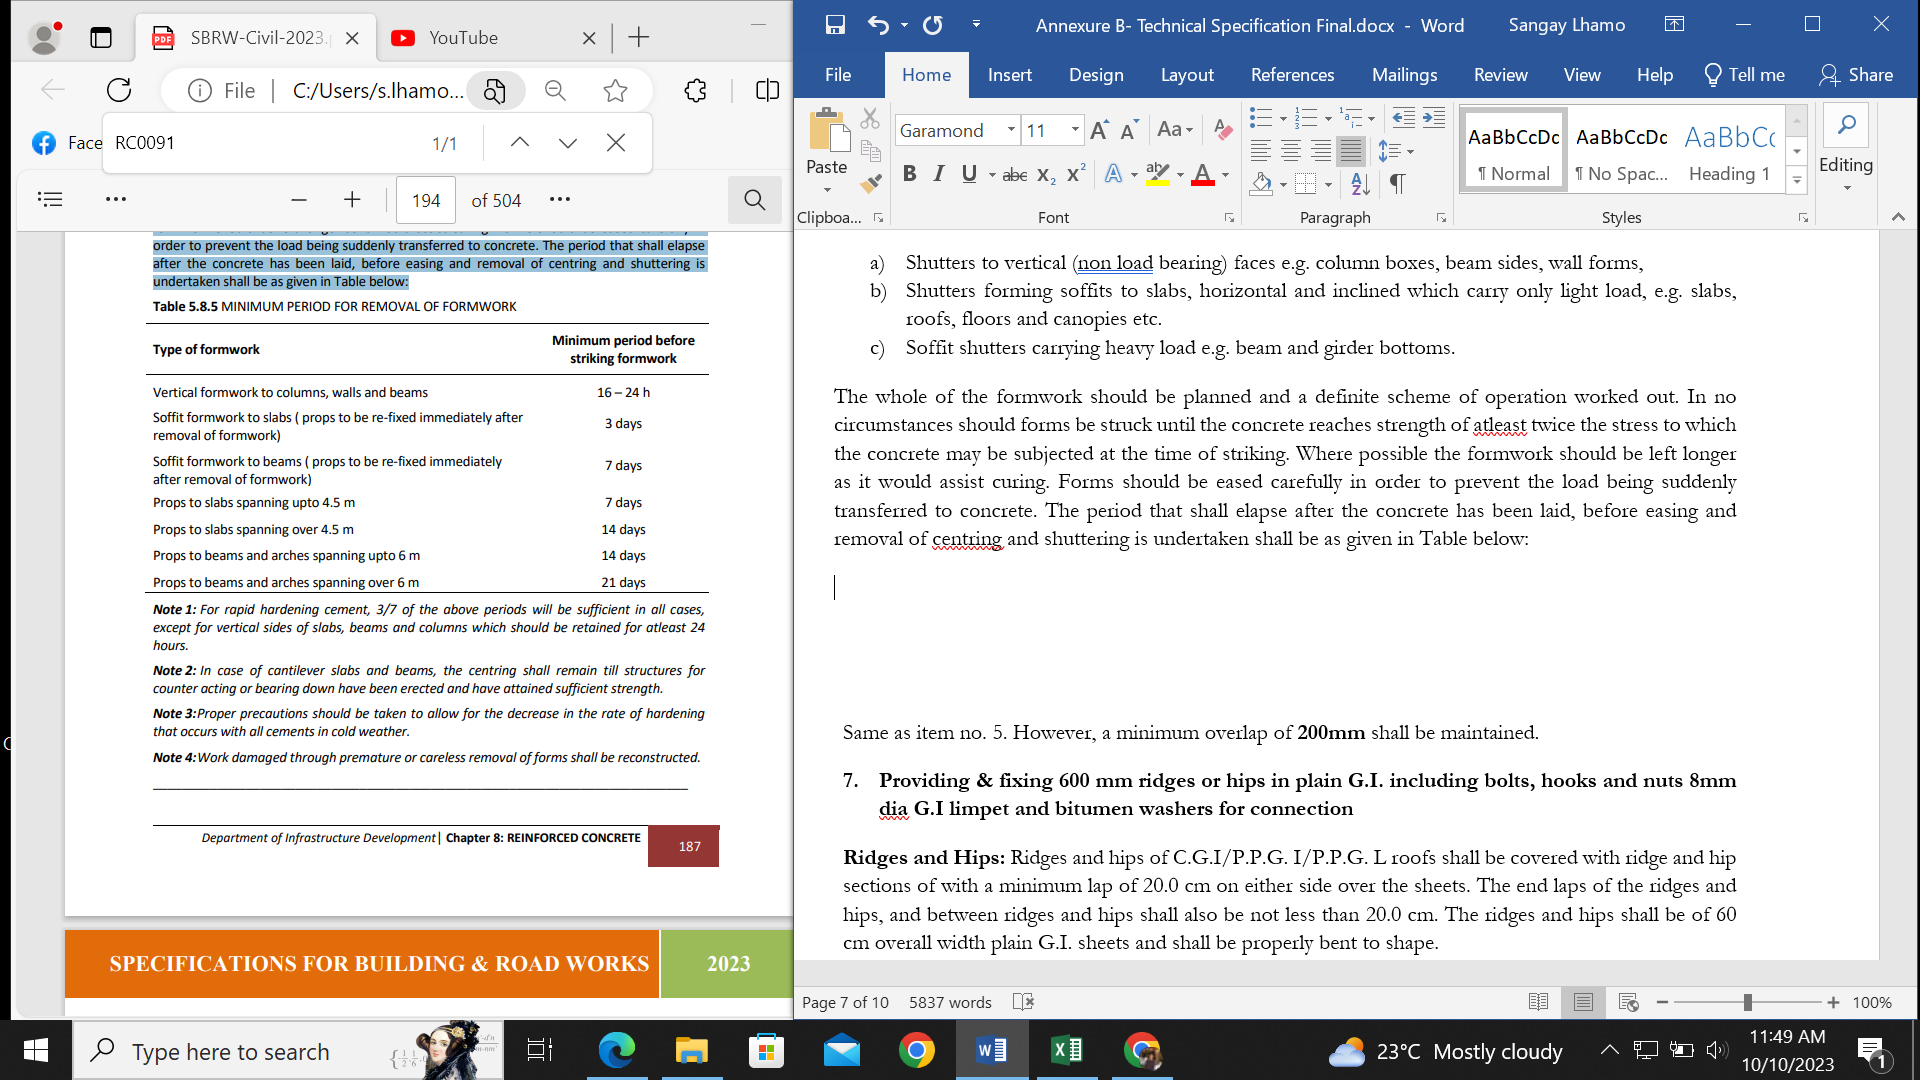 SBRW-Civil-2023.
YouTube
File
C:/Users/s.lhamo...
Face
RC0091
1/1
194
of 504
order to prevent the load being suddenly transferred to concrete. The period that shall elapse
after the concrete has been laid, before easing and removal of centring and shuttering is
undertaken shall be as given in Table below:
Table 5.8.5 MINIMUM PERIOD FOR REMOVAL OF FORMWORK
Type of formwork
Minimum period before
striking formwork
Vertical formwork to columns, walls and beams
16 – 24 h
Soffit formwork to slabs ( props to be re-fixed immediately after
removal of formwork)
3 days
Soffit formwork to beams ( props to be re-fixed immediately
after removal of formwork)
7 days
Props to slabs spanning upto 4.5 m
7 days
Props to slabs spanning over 4.5 m
14 days
Props to beams and arches spanning upto 6 m
14 days
Props to beams and arches spanning over 6 m
21 days
Note 1: For rapid hardening cement, 3/7 of the above periods will be sufficient in all cases,
except for vertical sides of slabs, beams and columns which should be retained for atleast 24
hours.
Note 2: In case of cantilever slabs and beams, the centring shall remain till structures for
counter acting or bearing down have been erected and have attained sufficient strength.
Note 3:Proper precautions should be taken to allow for the decrease in the rate of hardening
that occurs with all cements in cold weather.
Note 4:Work damaged through premature or careless removal of forms shall be reconstructed.
Department of Infrastructure Development| Chapter 8: REINFORCED CONCRETE
187
SPECIFICATIONS FOR BUILDING & ROAD WORKS
2023
Annexure B- Technical Specification Final.docx - Word
Sangay Lhamo
File
Home
Insert
Design
Layout
References
Mailings
Review
View
Help
Tell me
Share
Paste
Garamond
11
Aa
Clipboa...
Font
Paragraph
AaBbCcDc
¶ Normal
AaBbCcDc
¶ No Spac...
AaBbCc
Heading 1
Styles
Editing
a) Shutters to vertical (non load bearing) faces e.g. column boxes, beam sides, wall forms,
b) Shutters forming soffits to slabs, horizontal and inclined which carry only light load, e.g. slabs,
roofs, floors and canopies etc.
c) Soffit shutters carrying heavy load e.g. beam and girder bottoms.
The whole of the formwork should be planned and a definite scheme of operation worked out. In no
circumstances should forms be struck until the concrete reaches strength of atleast twice the stress to which
the concrete may be subjected at the time of striking. Where possible the formwork should be left longer
as it would assist curing. Forms should be eased carefully in order to prevent the load being suddenly
transferred to concrete. The period that shall elapse after the concrete has been laid, before easing and
removal of centring and shuttering is undertaken shall be as given in Table below:
Same as item no. 5. However, a minimum overlap of 200mm shall be maintained.
7. Providing & fixing 600 mm ridges or hips in plain G.I. including bolts, hooks and nuts 8mm
dia G.I limpet and bitumen washers for connection
Ridges and Hips: Ridges and hips of C.G.I/P.P.G. I/P.P.G. L roofs shall be covered with ridge and hip
sections of with a minimum lap of 20.0 cm on either side over the sheets. The end laps of the ridges and
hips, and between ridges and hips shall also be not less than 20.0 cm. The ridges and hips shall be of 60
cm overall width plain G.I. sheets and shall be properly bent to shape.
Page 7 of 10
5837 words
100%
Type here to search
23°C Mostly cloudy
11:49 AM
10/10/2023
1